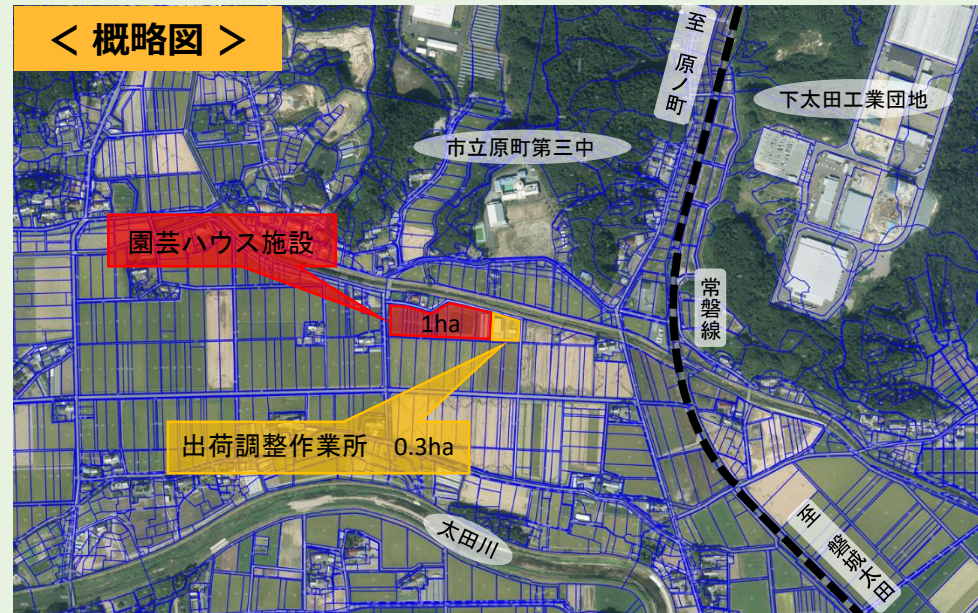 ＜ 概略図 ＞
至 原ノ町
下太田工業団地
市立原町第三中
園芸ハウス施設
常磐線
1ha
出荷調整作業所　0.3ha
太田川
至 磐城太田